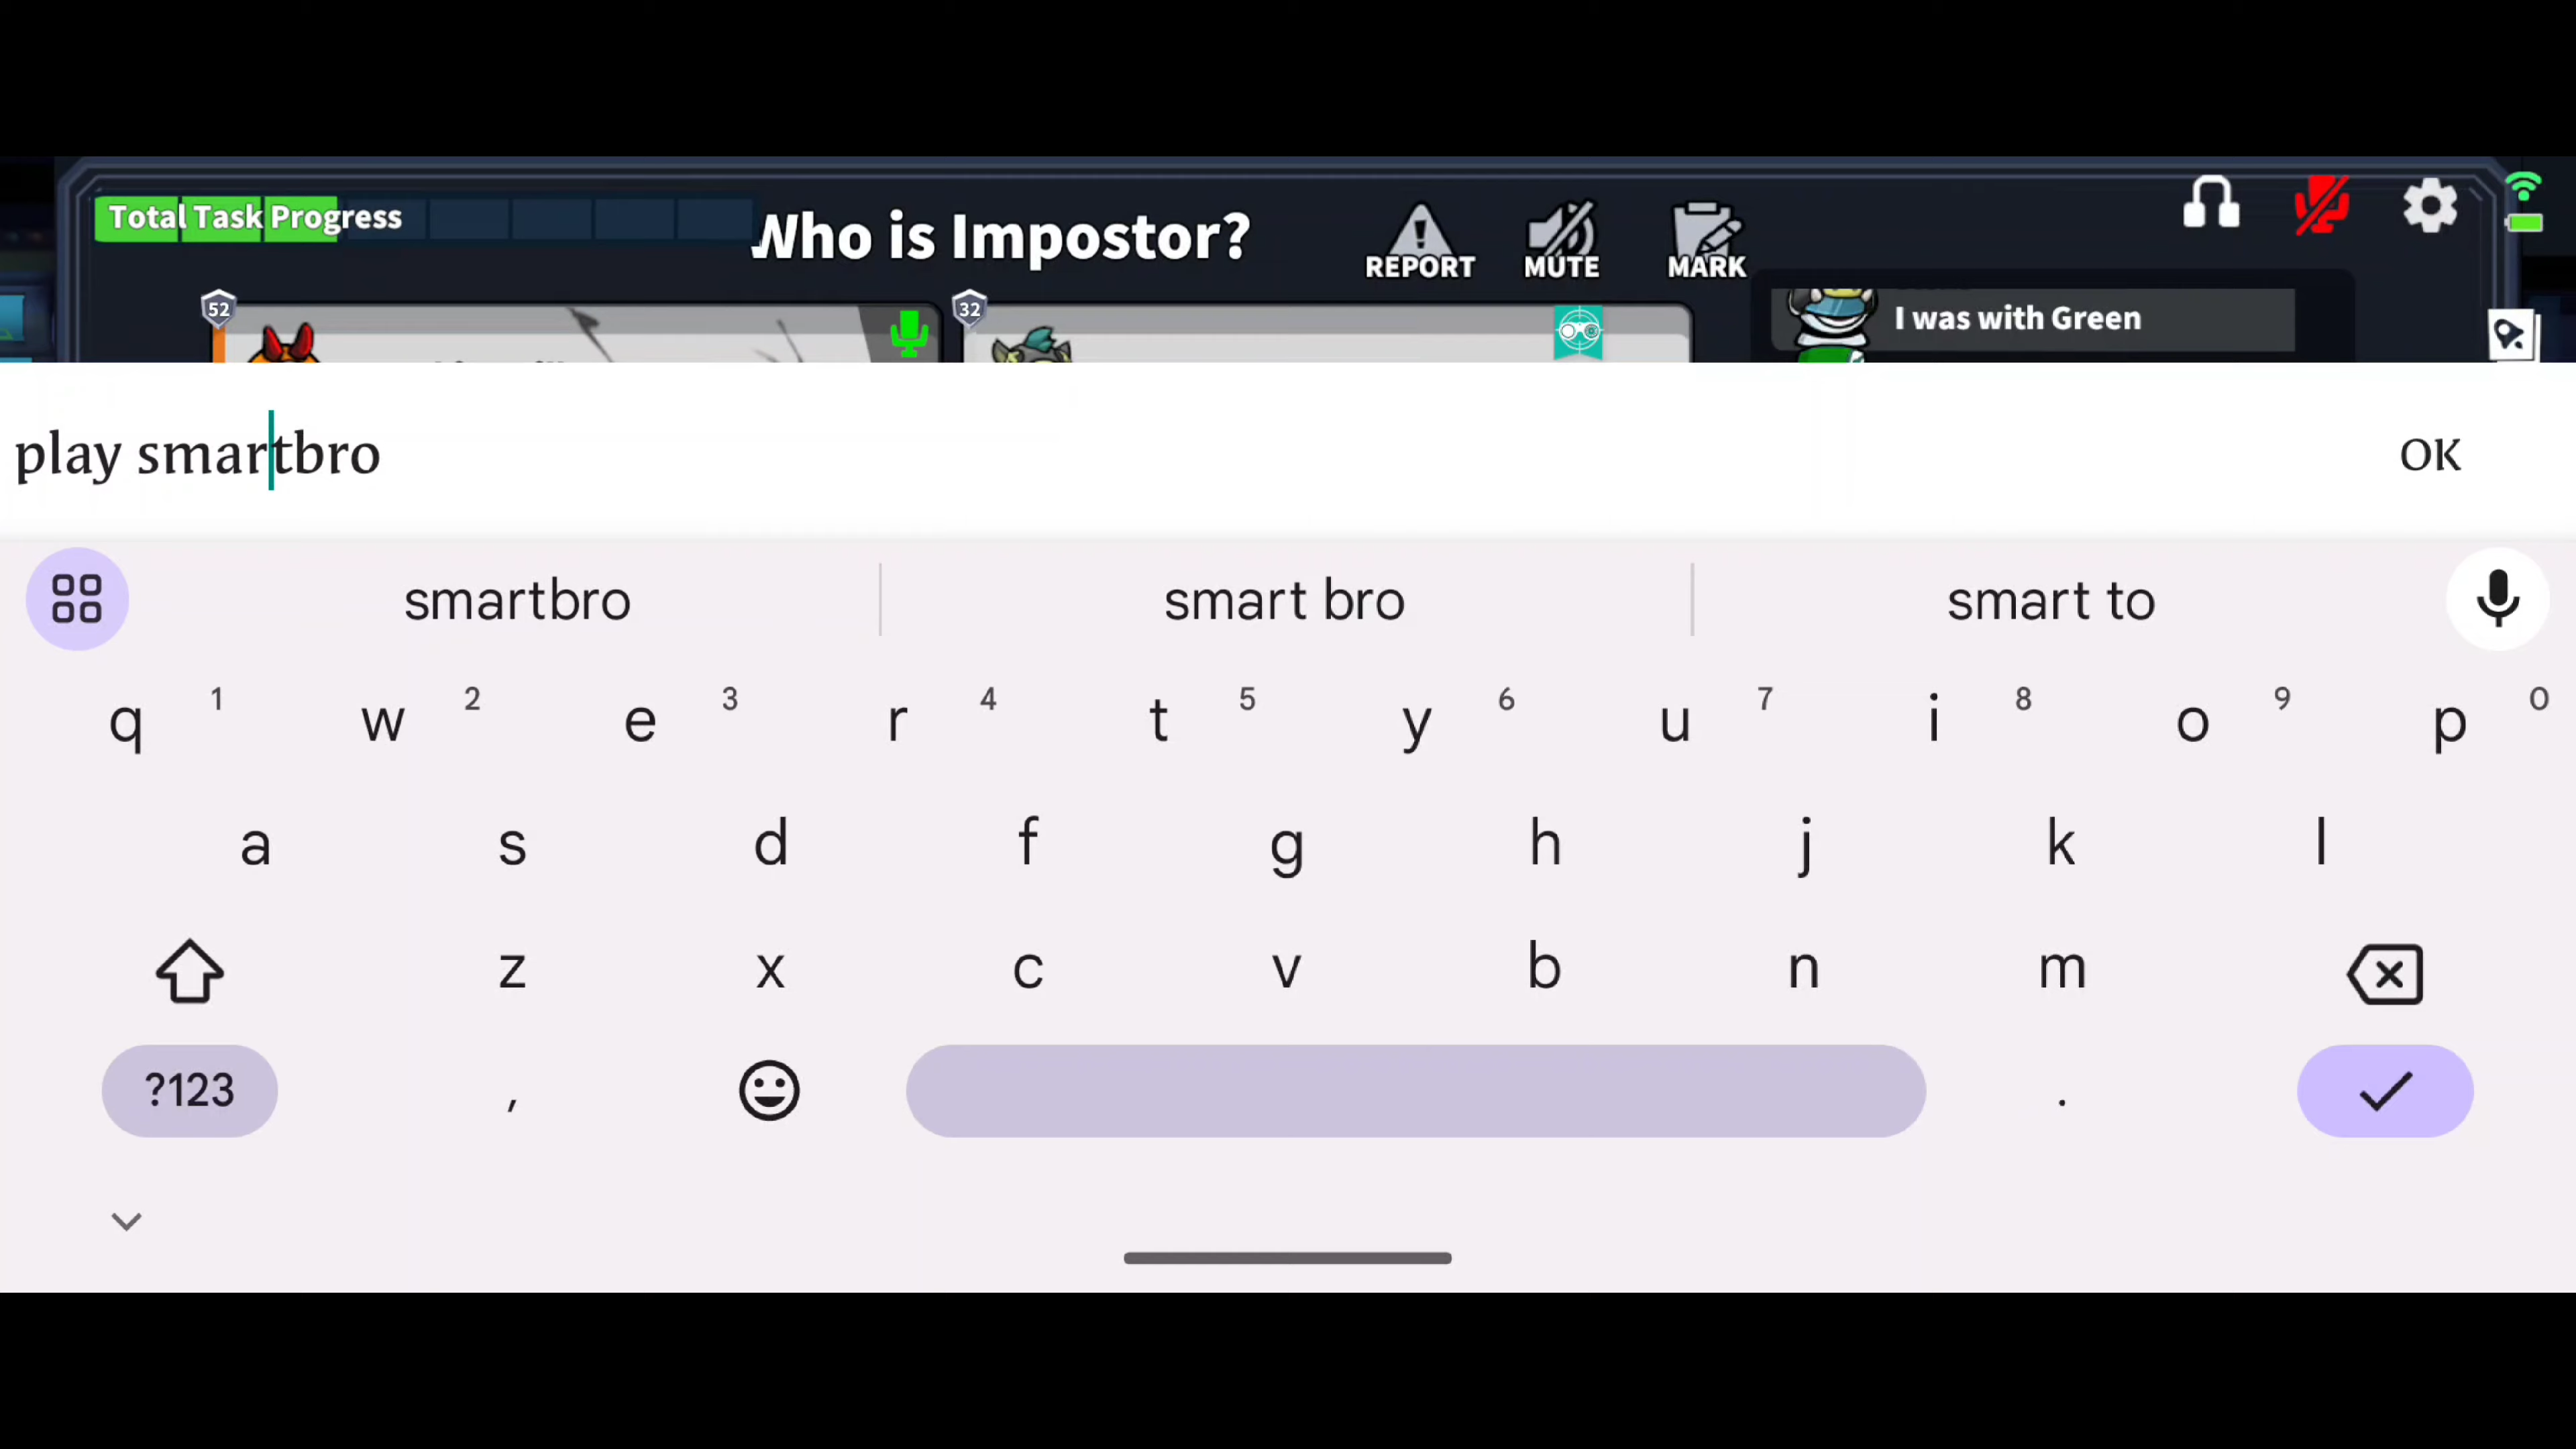 Total Task Progress
Who is Impostor?
REPORT
MUTE
MARK
52
32
I was with Green
play smartbro
OK
smartbro
smart bro
smart to
q 1 w 2 e 3 r 4 t 5 y 6 u 7 i 8 o 9 p 0
a s d f g h j k l
z x c v b n m
?123 , .